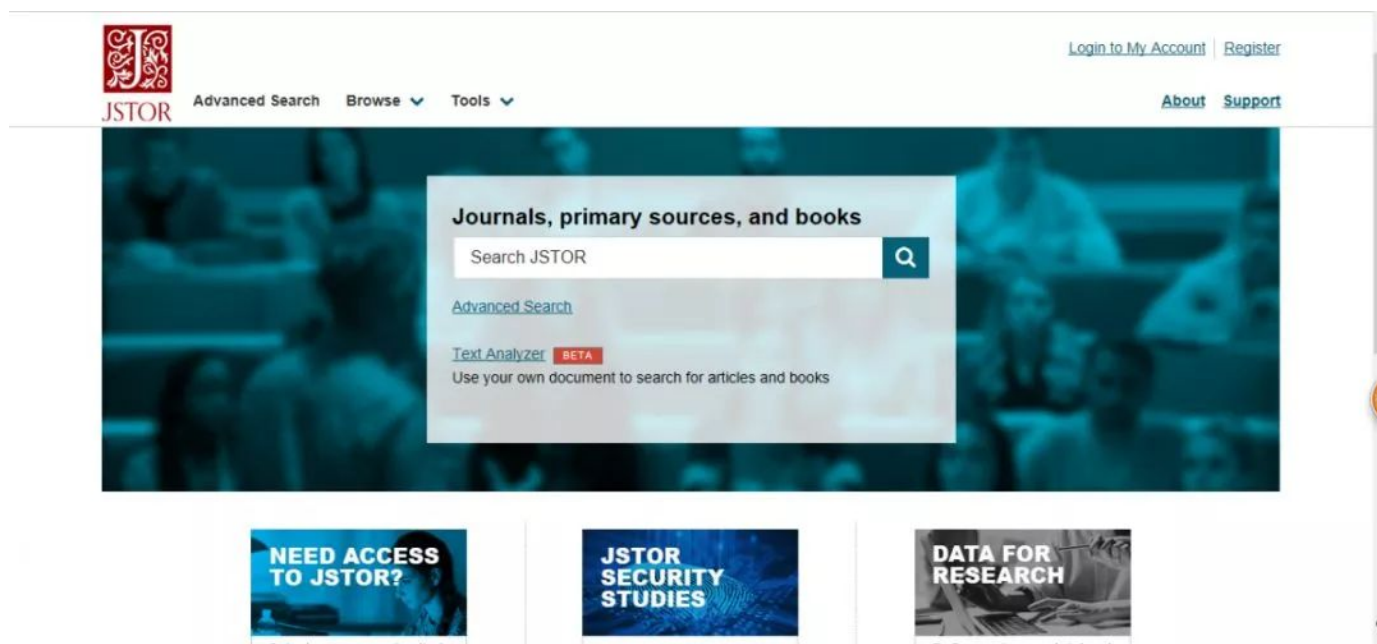 Login to My Account Register
JSTOR
Advanced Search Browse Tools
About Support
Journals, primary sources, and books
Search JSTOR
Advanced Search
Text Analyzer BETA
Use your own document to search for articles and books
NEED ACCESS
TO JSTOR?
JSTOR
SECURITY
STUDIES
DATA FOR
RESEARCH